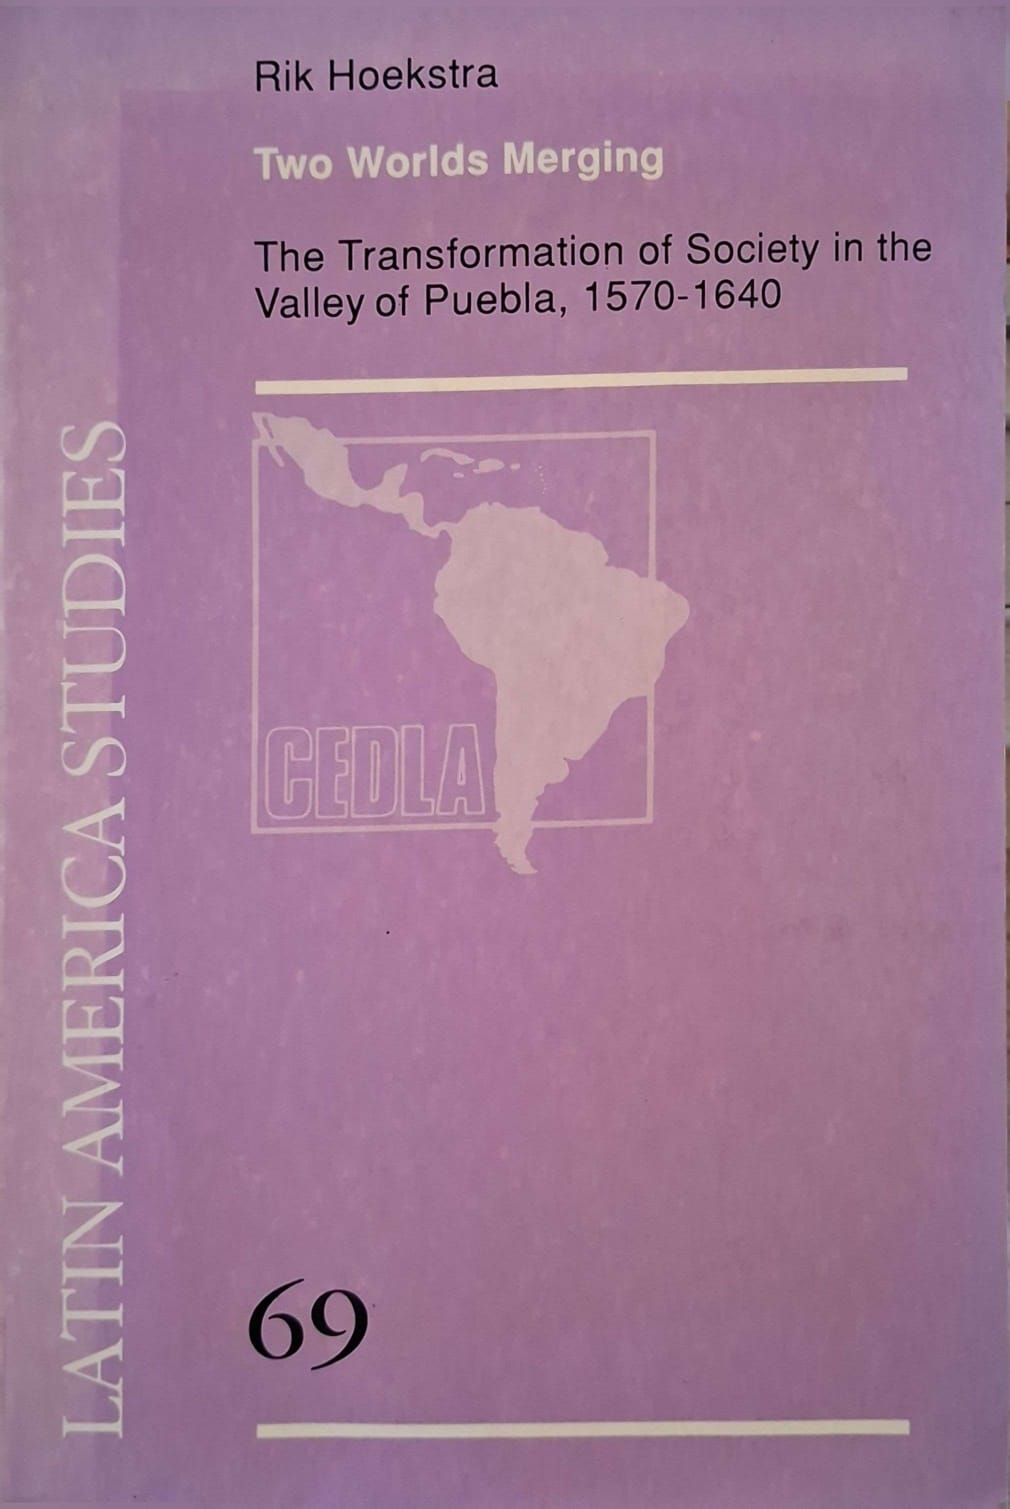 Rik Hoekstra
Two Worlds Merging
The Transformation of Society in the
Valley of Puebla, 1570-1640
CEDLA
LATIN AMERICA STUDIES
69